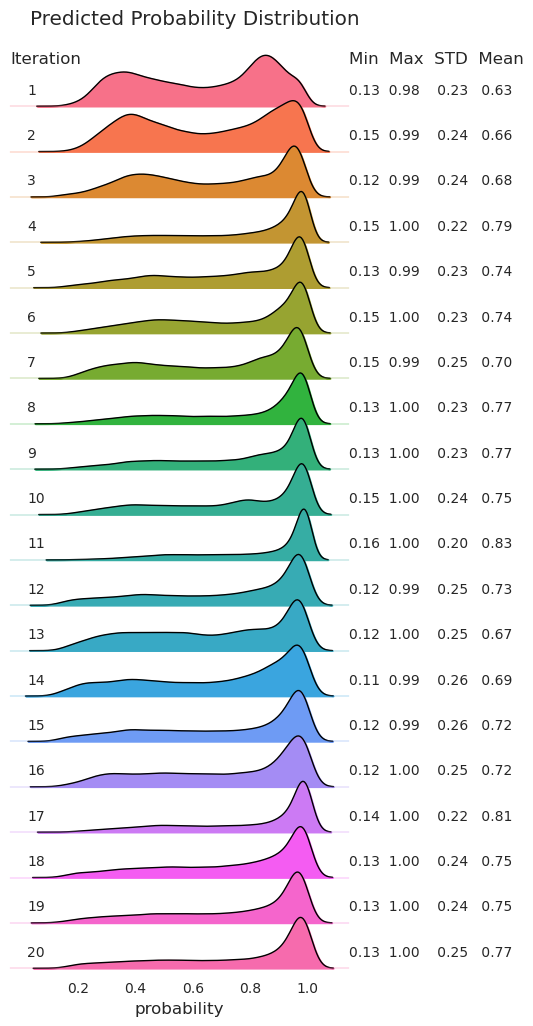 Predicted Probability Distribution
Iteration Min Max STD Mean
1 0.13 0.98 0.23 0.63
2 0.15 0.99 0.24 0.66
3 0.12 0.99 0.24 0.68
4 0.15 1.00 0.22 0.79
5 0.13 0.99 0.23 0.74
6 0.15 1.00 0.23 0.74
7 0.15 0.99 0.25 0.70
8 0.13 1.00 0.23 0.77
9 0.13 1.00 0.23 0.77
10 0.15 1.00 0.24 0.75
11 0.16 1.00 0.20 0.83
12 0.12 0.99 0.25 0.73
13 0.12 1.00 0.25 0.67
14 0.11 0.99 0.26 0.69
15 0.12 0.99 0.26 0.72
16 0.12 1.00 0.25 0.72
17 0.14 1.00 0.22 0.81
18 0.13 1.00 0.24 0.75
19 0.13 1.00 0.24 0.75
20 0.13 1.00 0.25 0.77
0.2 0.4 0.6 0.8 1.0
probability